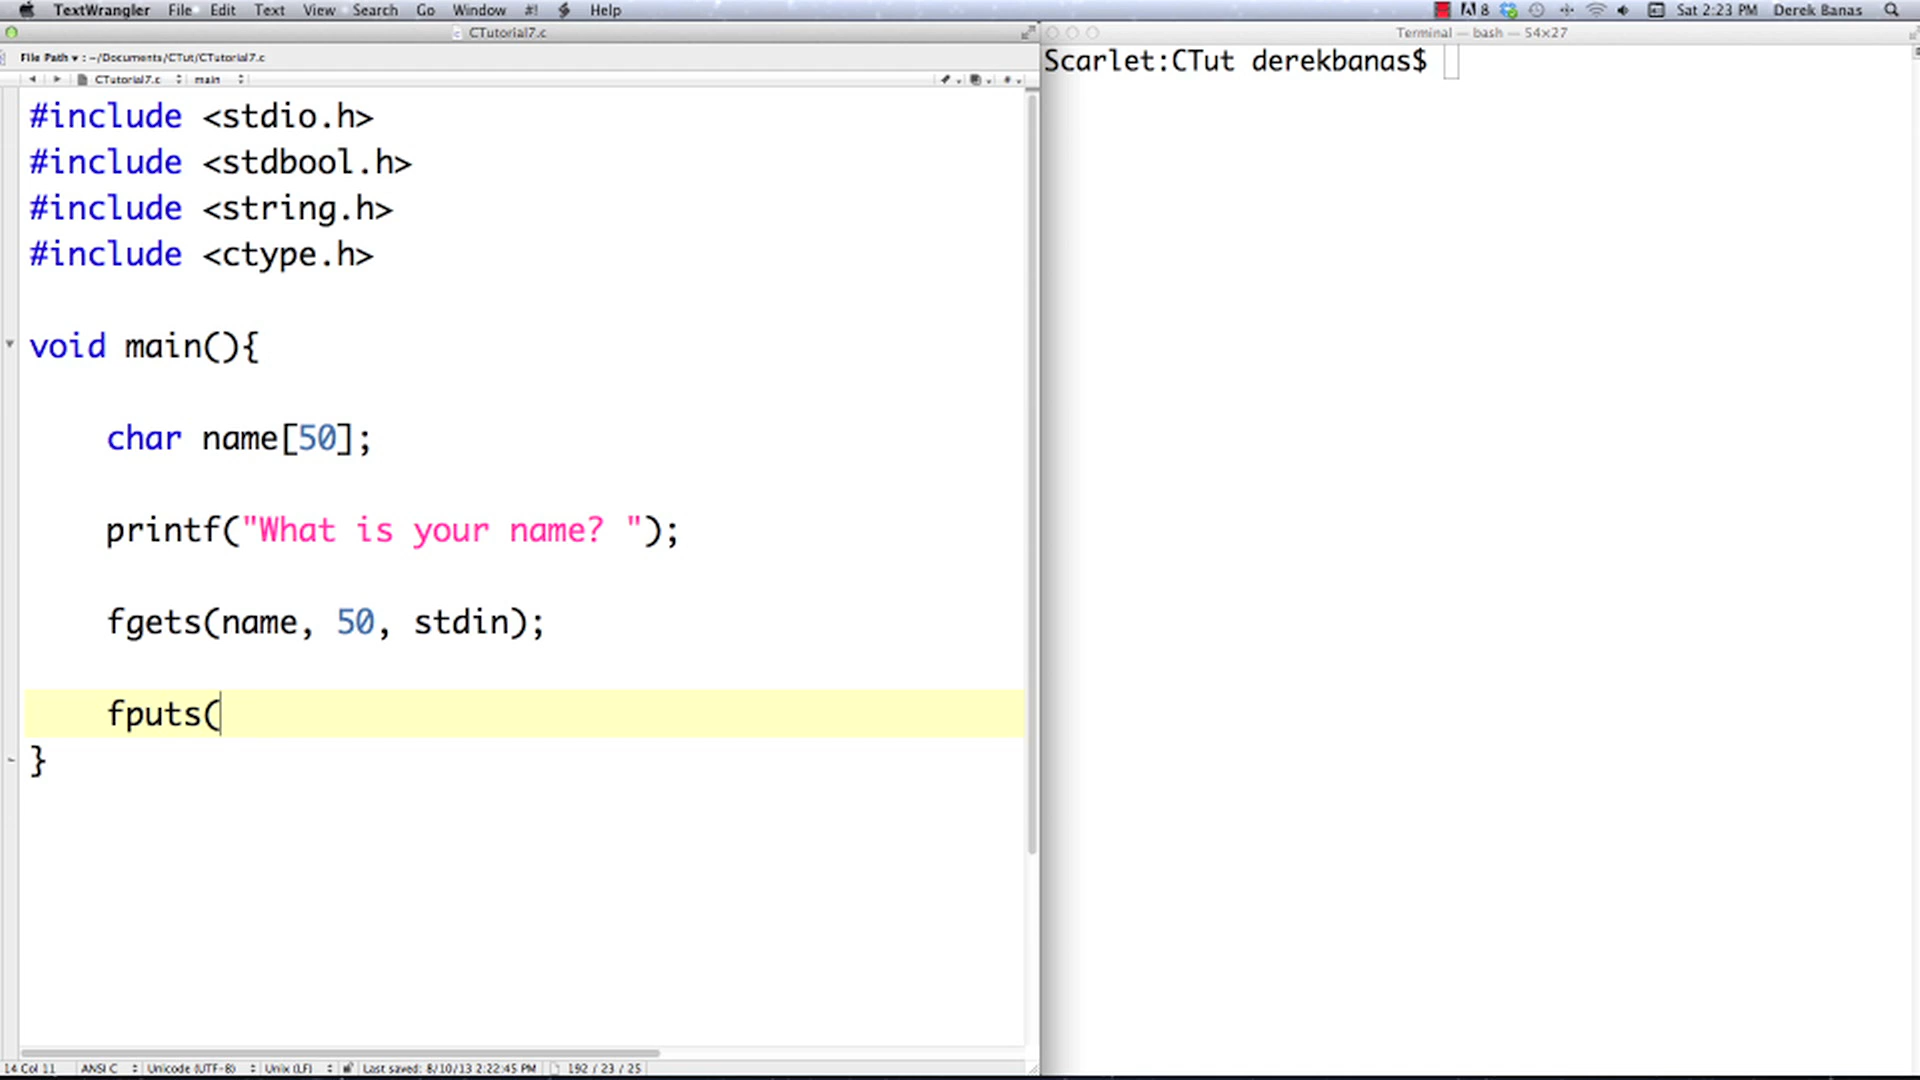 TextWrangler File Edit Text View Search Go Window #! Help
8 Sat 2:23 PM Derek Banas
CTutorial7.c
Terminal — bash — 54×27
File Path ▾ : ~/Documents/CTut/CTutorial7.c
CTutorial7.c main
Scarlet:CTut derekbanas$
#include <stdio.h>
#include <stdbool.h>
#include <string.h>
#include <ctype.h>
void main(){
char name[50];
printf("What is your name? ");
fgets(name, 50, stdin);
fputs(
}
14 Col 11 ANSI C Unicode (UTF-8) Unix (LF) Last saved: 8/10/13 2:22:45 PM 192 / 23 / 25